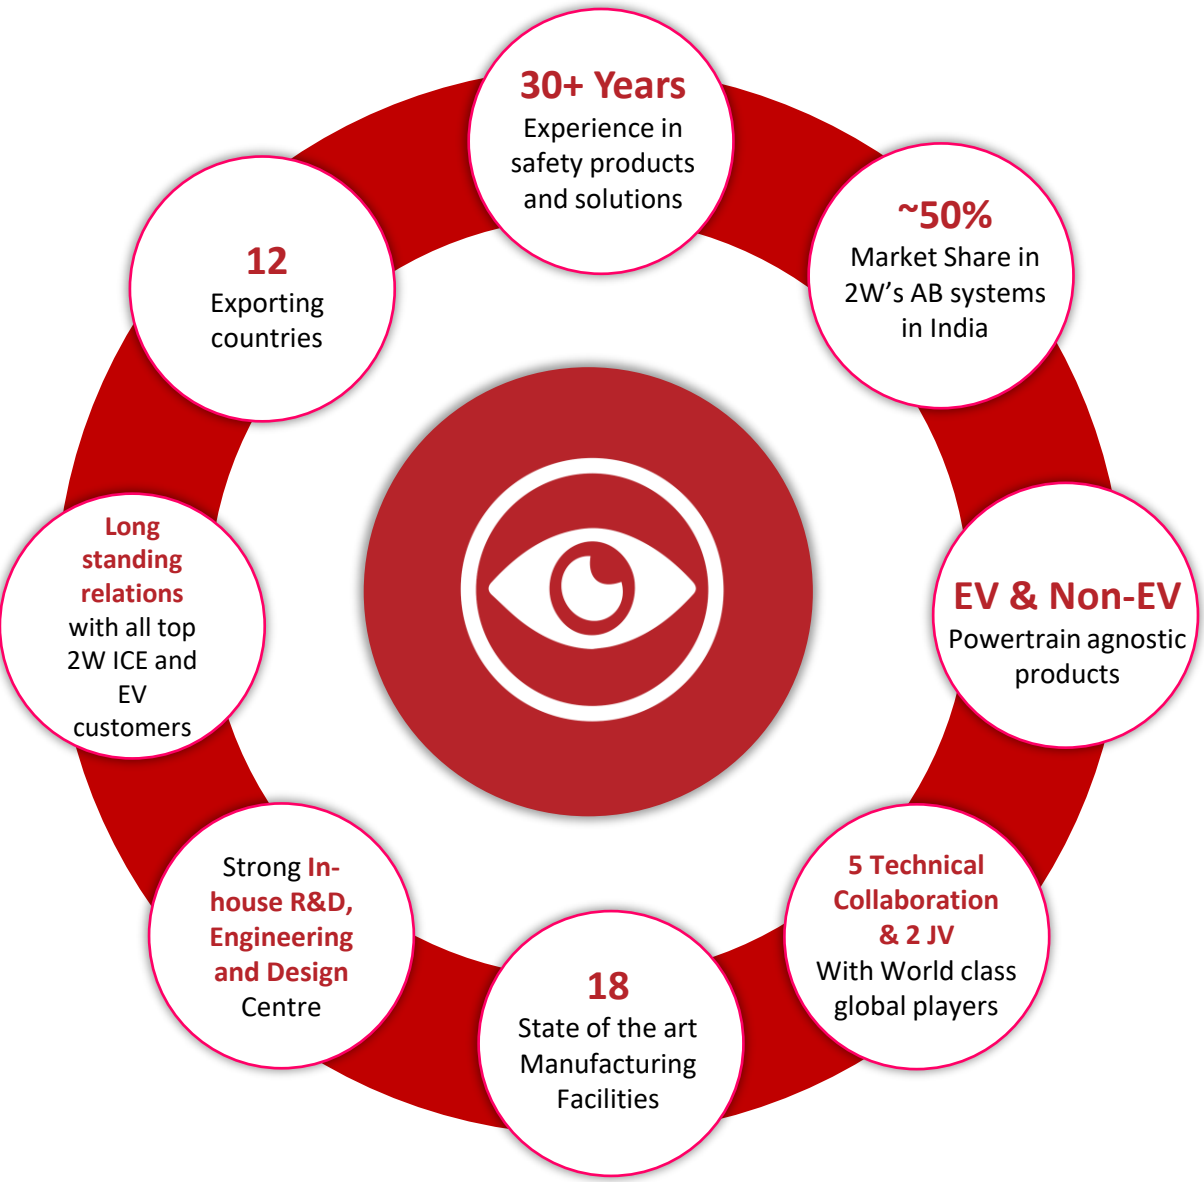 30+ Years
Experience in
safety products
and solutions
~50%
Market Share in
2W’s AB systems
in India
EV & Non-EV
Powertrain agnostic
products
5 Technical
Collaboration
& 2 JV
With World class
global players
18
State of the art
Manufacturing
Facilities
Strong In-
house R&D,
Engineering
and Design
Centre
Long
standing
relations
with all top
2W ICE and
EV
customers
12
Exporting
countries